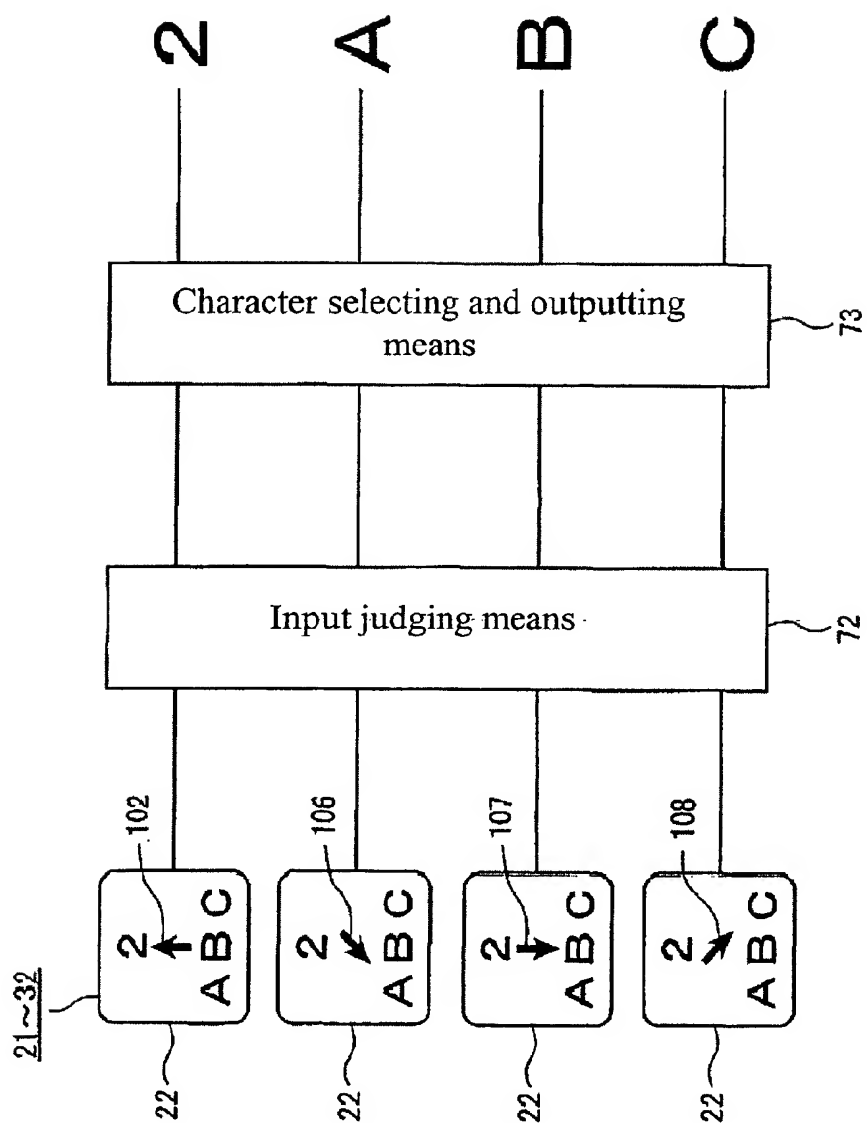 21~32
2
102
A B C
22
2
A
2
106
A B C
22
A
2
107
A B C
22
B
2
108
A B C
22
C
Input judging means
72
Character selecting and outputting
means
73